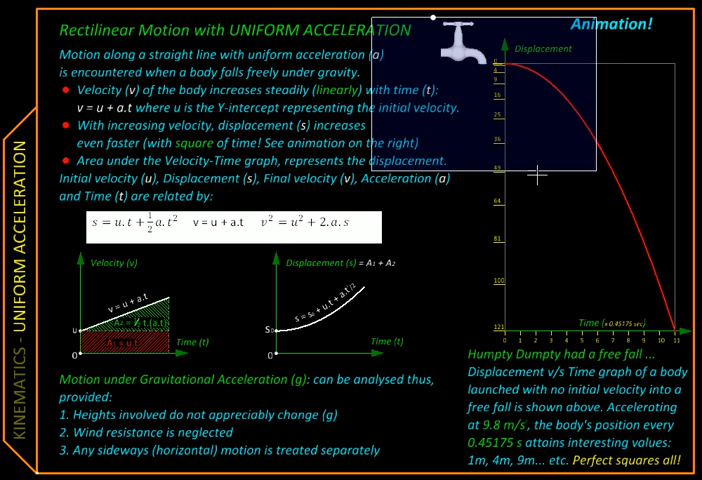 Rectilinear Motion with UNIFORM ACCELERATION
Animation!
Motion along a straight line with uniform acceleration (a)
is encountered when a body falls freely under gravity.
Velocity (v) of the body increases steadily (linearly) with time (t):
v = u + a.t where u is the Y-intercept representing the initial velocity.
With increasing velocity, displacement (s) increases
even faster (with square of time! See animation on the right)
Area under the Velocity-Time graph, represents the displacement.
Initial velocity (u), Displacement (s), Final velocity (v), Acceleration (a)
and Time (t) are related by:
s = u.t + 1/2 a.t² v = u + a.t v² = u² + 2.a.s
KINEMATICS - UNIFORM ACCELERATION
Velocity (v)
v = u + a.t
A₂ = ½ t.(a.t)
A₁ = u.t
u
0
Time (t)
Displacement (s) = A₁ + A₂
s = s₀ + u.t + a.t²/2
S₀
0
Time (t)
Motion under Gravitational Acceleration (g): can be analysed thus,
provided:
1. Heights involved do not appreciably change (g)
2. Wind resistance is neglected
3. Any sideways (horizontal) motion is treated separately
Displacement
4
9
16
25
36
49
64
81
100
121
Time (* 0.45175 sec)
0 1 2 3 4 5 6 7 8 9 10 11
Humpty Dumpty had a free fall ...
Displacement v/s Time graph of a body
launched with no initial velocity into a
free fall is shown above. Accelerating
at 9.8 m/s², the body's position every
0.45175 s attains interesting values:
1m, 4m, 9m... etc. Perfect squares all!